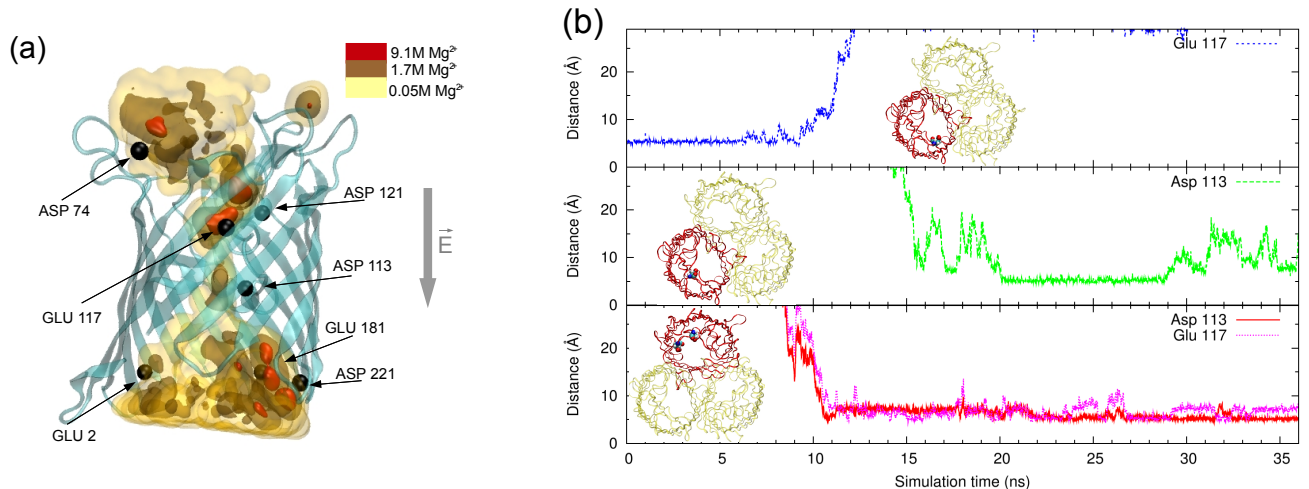 (a)
9.1M Mg²⁺
1.7M Mg²⁺
0.05M Mg²⁺
ASP 74
ASP 121
E
ASP 113
GLU 117
GLU 181
ASP 221
GLU 2
(b)
Glu 117
Distance (Å)
20
10
0
Asp 113
Distance (Å)
20
10
0
Asp 113
Glu 117
Distance (Å)
20
10
0
0 5 10 15 20 25 30 35
Simulation time (ns)